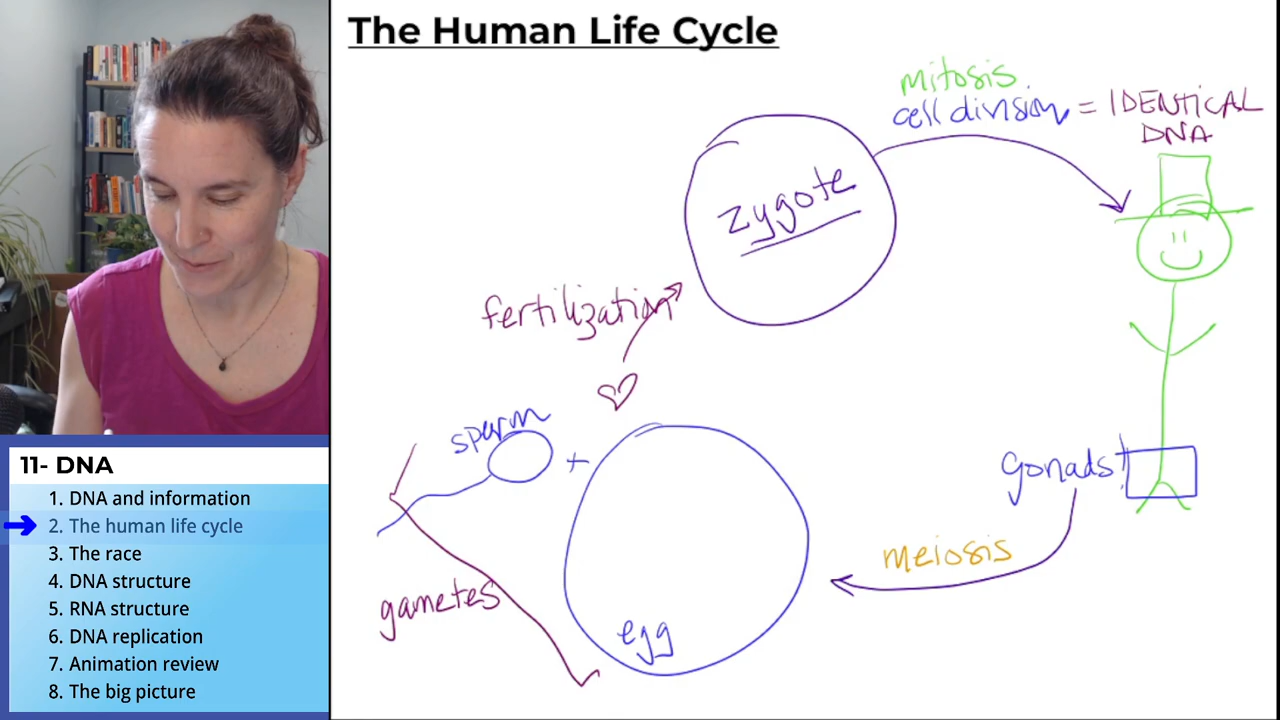 The Human Life Cycle
mitosis
cell division = IDENTICAL
DNA
zygote
fertilization
sperm
+
gonads!
meiosis
gametes
egg
11- DNA
1. DNA and information
2. The human life cycle
3. The race
4. DNA structure
5. RNA structure
6. DNA replication
7. Animation review
8. The big picture